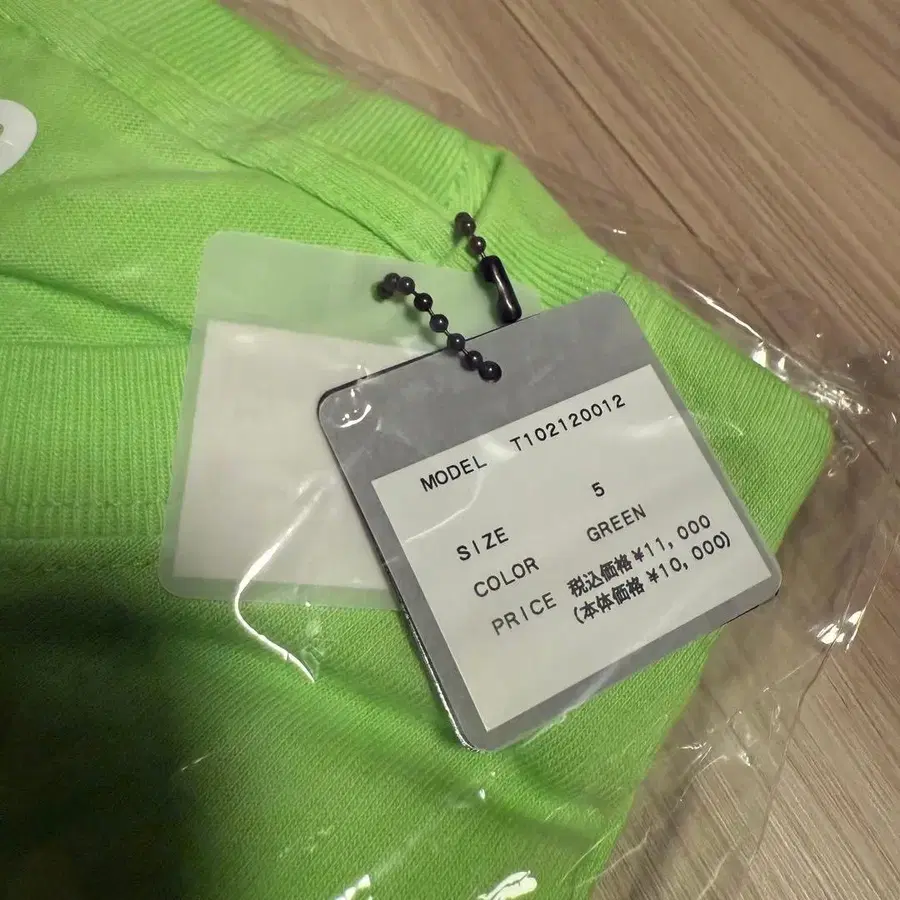 MODEL T102120012
SIZE 5
COLOR GREEN
PRICE 税込価格¥11,000
(本体価格¥10,000)